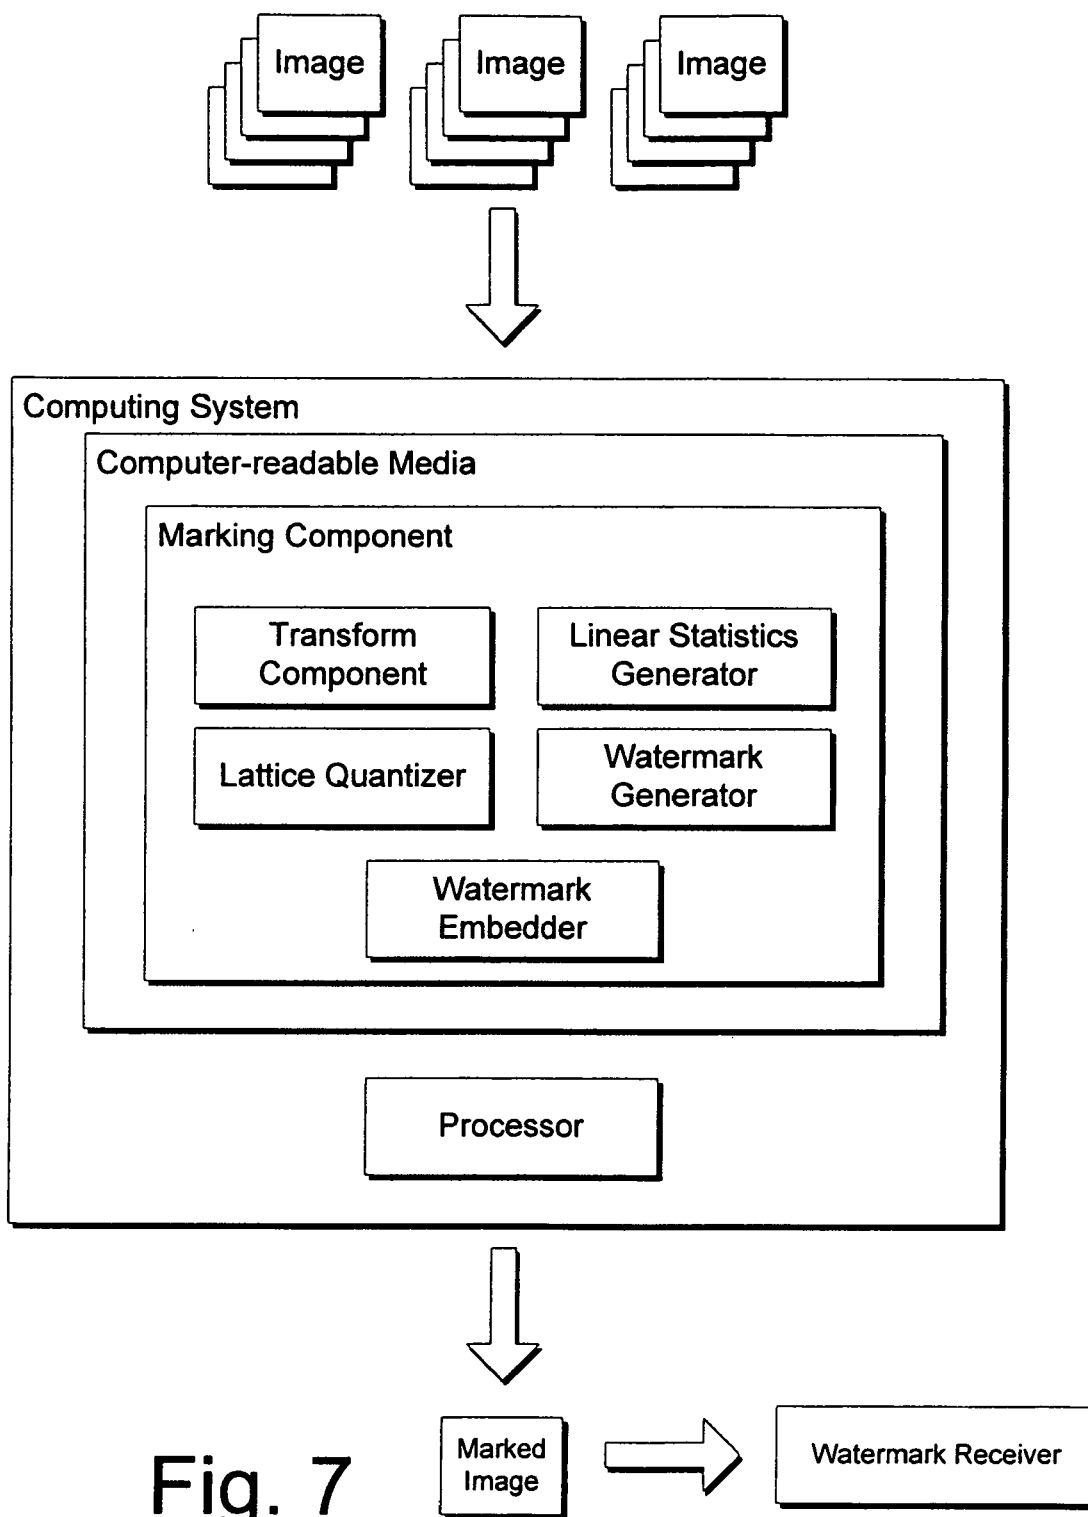 Image
Image
Image
Computing System
Computer-readable Media
Marking Component
Transform
Component
Linear Statistics
Generator
Lattice Quantizer
Watermark
Generator
Watermark
Embedder
Processor
Marked
Image
Watermark Receiver
Fig. 7